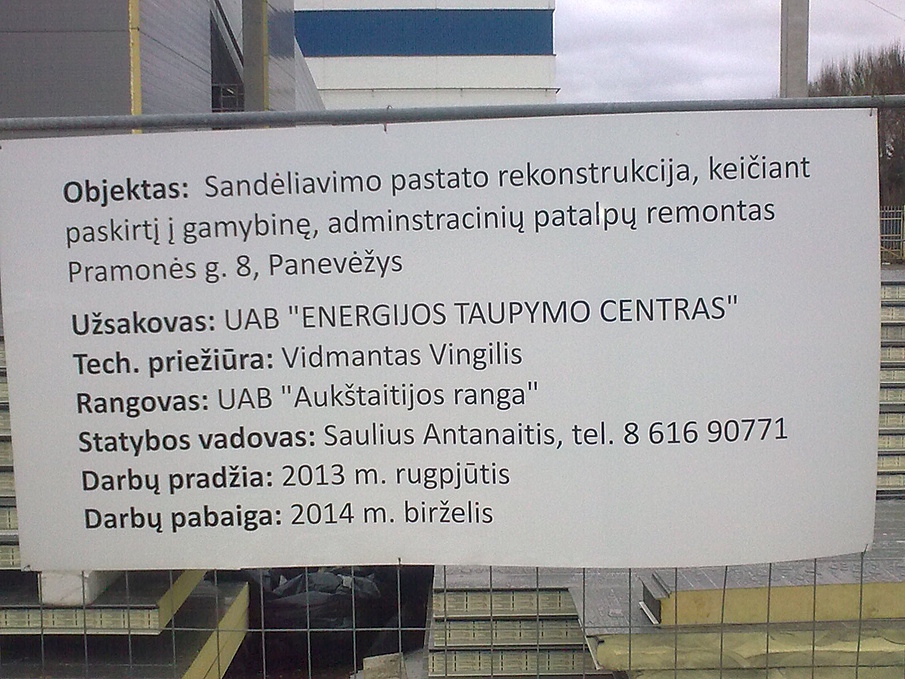 Objektas: Sandėliavimo pastato rekonstrukcija, keičiant
paskirtį į gamybinę, adminstracinių patalpų remontas
Pramonės g. 8, Panevėžys
Užsakovas: UAB "ENERGIJOS TAUPYMO CENTRAS"
Tech. priežiūra: Vidmantas Vingilis
Rangovas: UAB "Aukštaitijos ranga"
Statybos vadovas: Saulius Antanaitis, tel. 8 616 90771
Darbų pradžia: 2013 m. rugpjūtis
Darbų pabaiga: 2014 m. birželis